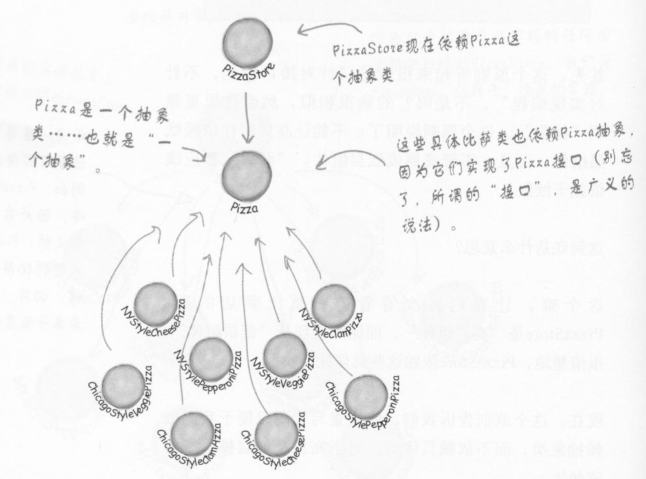 PizzaStore
PizzaStore现在依赖Pizza这
个抽象类
Pizza是一个抽象
类……也就是“一
个抽象”。
Pizza
这些具体比萨类也依赖Pizza抽象，
因为它们实现了Pizza接口（别忘
了，所谓的“接口”，是广义的
说法）。
NYStyleCheesePizza
NYStyleClamPizza
NYStylePepperoniPizza
NYStyleVeggiePizza
ChicagoStyleVeggiePizza
ChicagoStylePepperoniPizza
ChicagoStyleClamPizza
ChicagoStyleCheesePizza